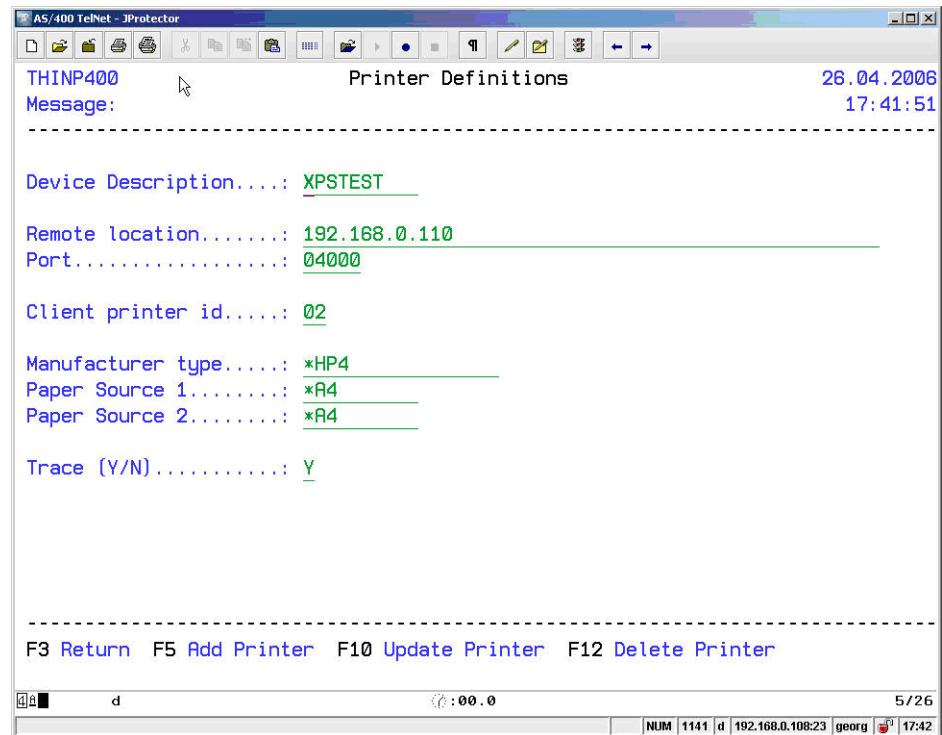 AS/400 TelNet - JProtector
THINP400 Printer Definitions 26.04.2006
Message: 17:41:51
--------------------------------------------------------------------------------
Device Description....: XPSTEST
Remote location.......: 192.168.0.110
Port..................: 04000
Client printer id.....: 02
Manufacturer type.....: *HP4
Paper Source 1........: *A4
Paper Source 2........: *A4
Trace (Y/N)...........: Y
--------------------------------------------------------------------------------
F3 Return F5 Add Printer F10 Update Printer F12 Delete Printer
d :00.0 5/26
NUM 1141 d 192.168.0.108:23 georg 17:42